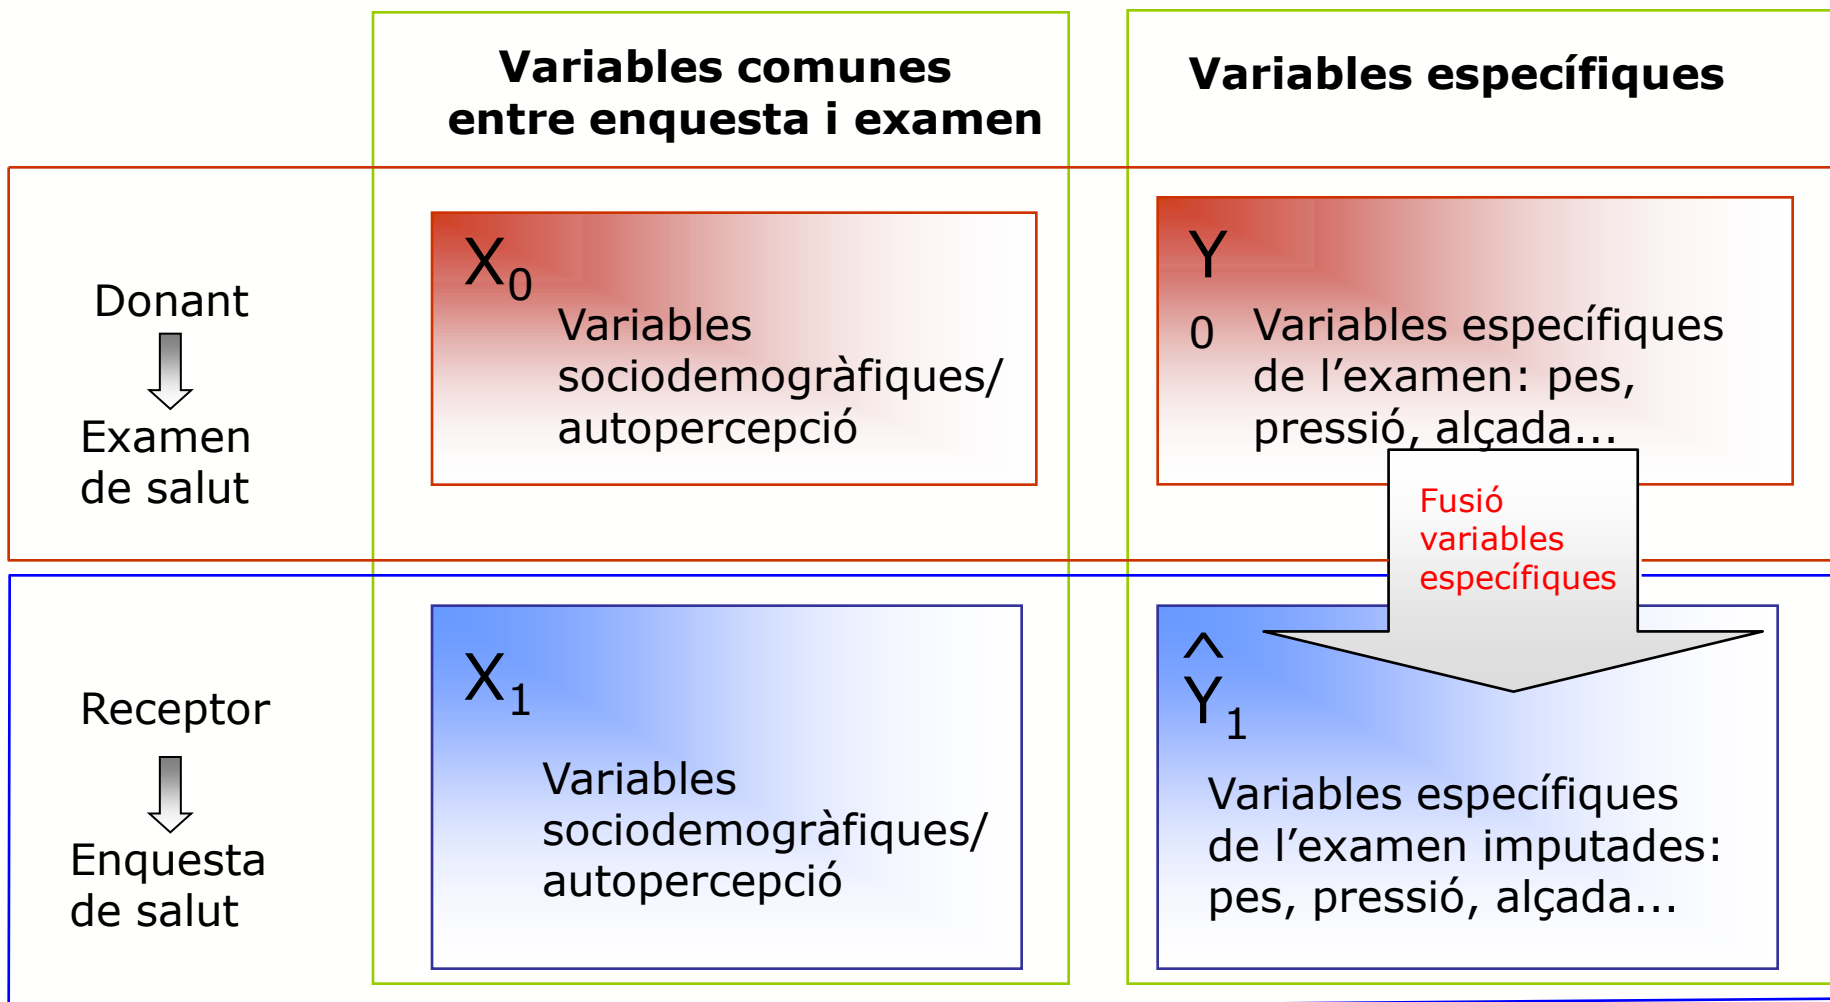 Variables comunes
entre enquesta i examen
Variables específiques
Donant
Examen
de salut
X0
Variables
sociodemogràfiques/
autopercepció
Y
0
Variables específiques
de l’examen: pes,
pressió, alçada...
Fusió
variables
específiques
Receptor
Enquesta
de salut
X1
Variables
sociodemogràfiques/
autopercepció
^
Y1
Variables específiques
de l’examen imputades:
pes, pressió, alçada...